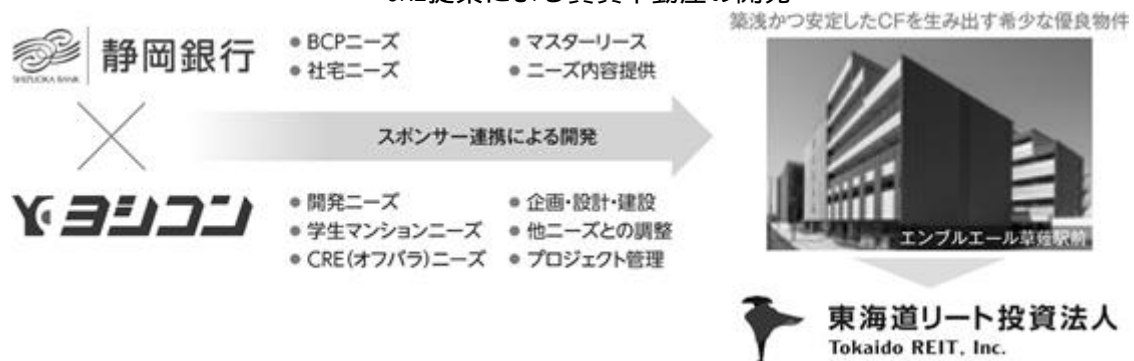 築浅かつ安定したCFを生み出す希少な優良物件
静岡銀行
SHIZUOKA BANK
● BCPニーズ
● 社宅ニーズ
● マスターリース
● ニーズ内容提供
スポンサー連携による開発
ヨシコン
● 開発ニーズ
● 学生マンションニーズ
● CRE(オフバラ)ニーズ
● 企画・設計・建設
● 他ニーズとの調整
● プロジェクト管理
エンブルエール草薙駅前
東海道リート投資法人
Tokaido REIT, Inc.